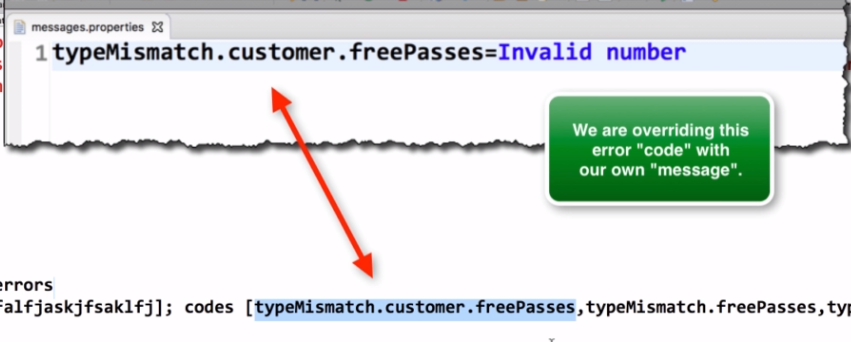 messages.properties
1 typeMismatch.customer.freePasses=Invalid number
We are overriding this
error "code" with
our own "message".
errors
falfjaskjfsaklfj]; codes [typeMismatch.customer.freePasses,typeMismatch.freePasses,typ